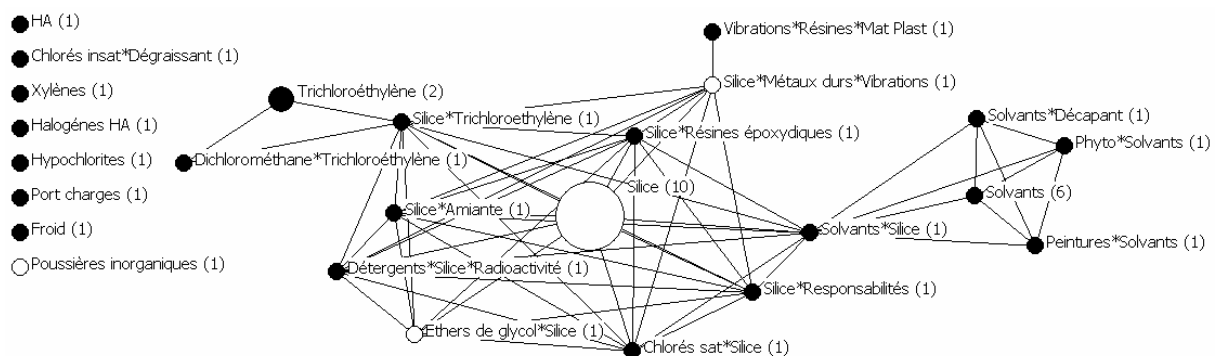 HA (1)
Chlorés insat*Dégraissant (1)
Xylènes (1)
Halogénes HA (1)
Hypochlorites (1)
Port charges (1)
Froid (1)
Poussières inorganiques (1)
Vibrations*Résines*Mat Plast (1)
Silice*Métaux durs*Vibrations (1)
Trichloroéthylène (2)
Silice*Trichloroethylène (1)
Silice*Résines époxydiques (1)
Dichlorométhane*Trichloroéthylène (1)
Solvants*Décapant (1)
Phyto*Solvants (1)
Silice (10)
Solvants (6)
Silice*Amiante (1)
Solvants*Silice (1)
Peintures*Solvants (1)
Détergents*Silice*Radioactivité (1)
Silice*Responsabilités (1)
Ethers de glycol*Silice (1)
Chlorés sat*Silice (1)